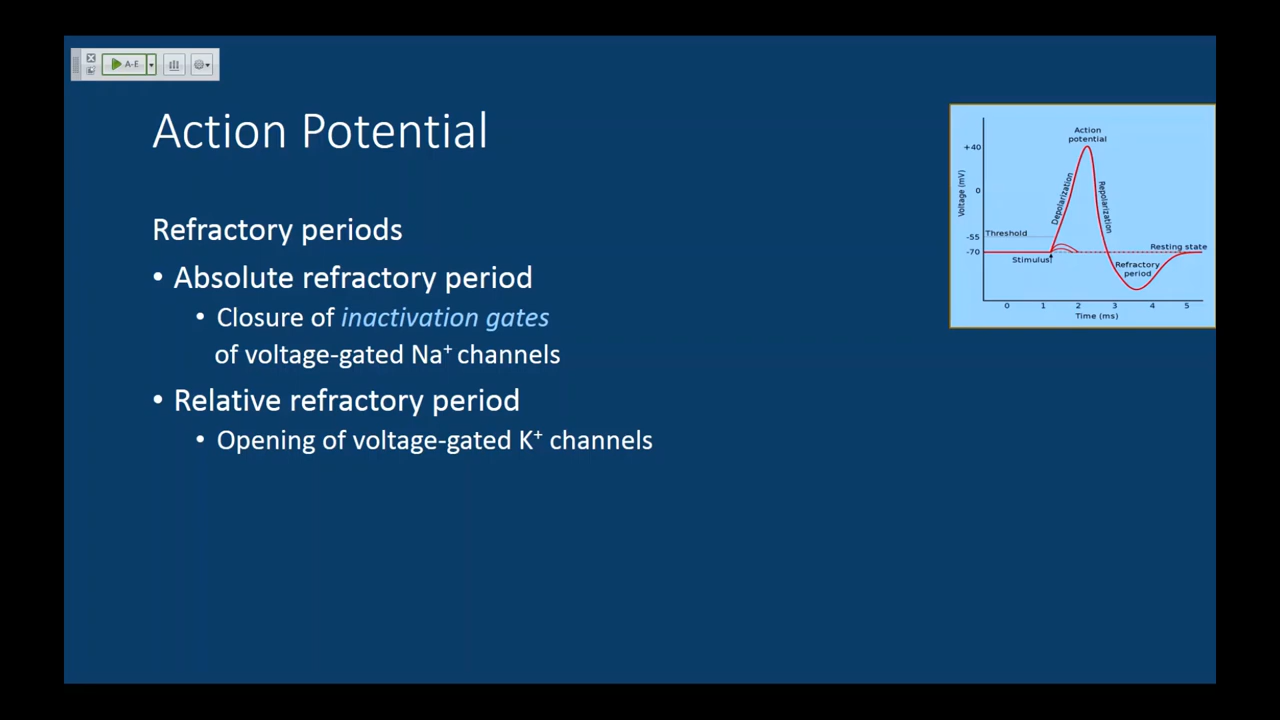 A-E
Action Potential
Refractory periods
• Absolute refractory period
• Closure of inactivation gates
of voltage-gated Na⁺ channels
• Relative refractory period
• Opening of voltage-gated K⁺ channels
Action
potential
+40
0
-55
-70
Voltage (mV)
Depolarization
Repolarization
Threshold
Stimulus
Resting state
Refractory
period
0 1 2 3 4 5
Time (ms)